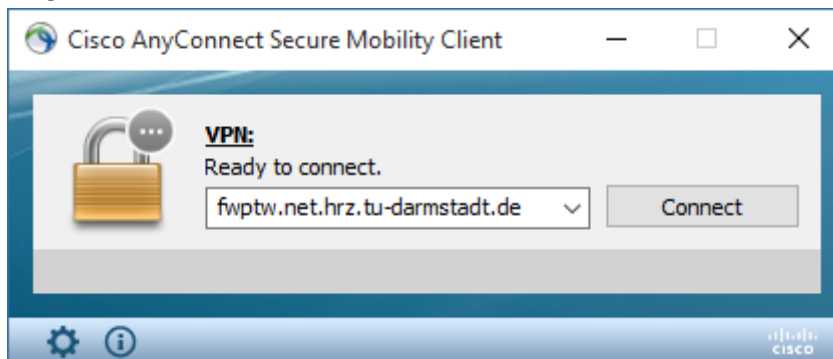 Cisco AnyConnect Secure Mobility Client
VPN:
Ready to connect.
fwptw.net.hrz.tu-darmstadt.de
Connect
CISCO